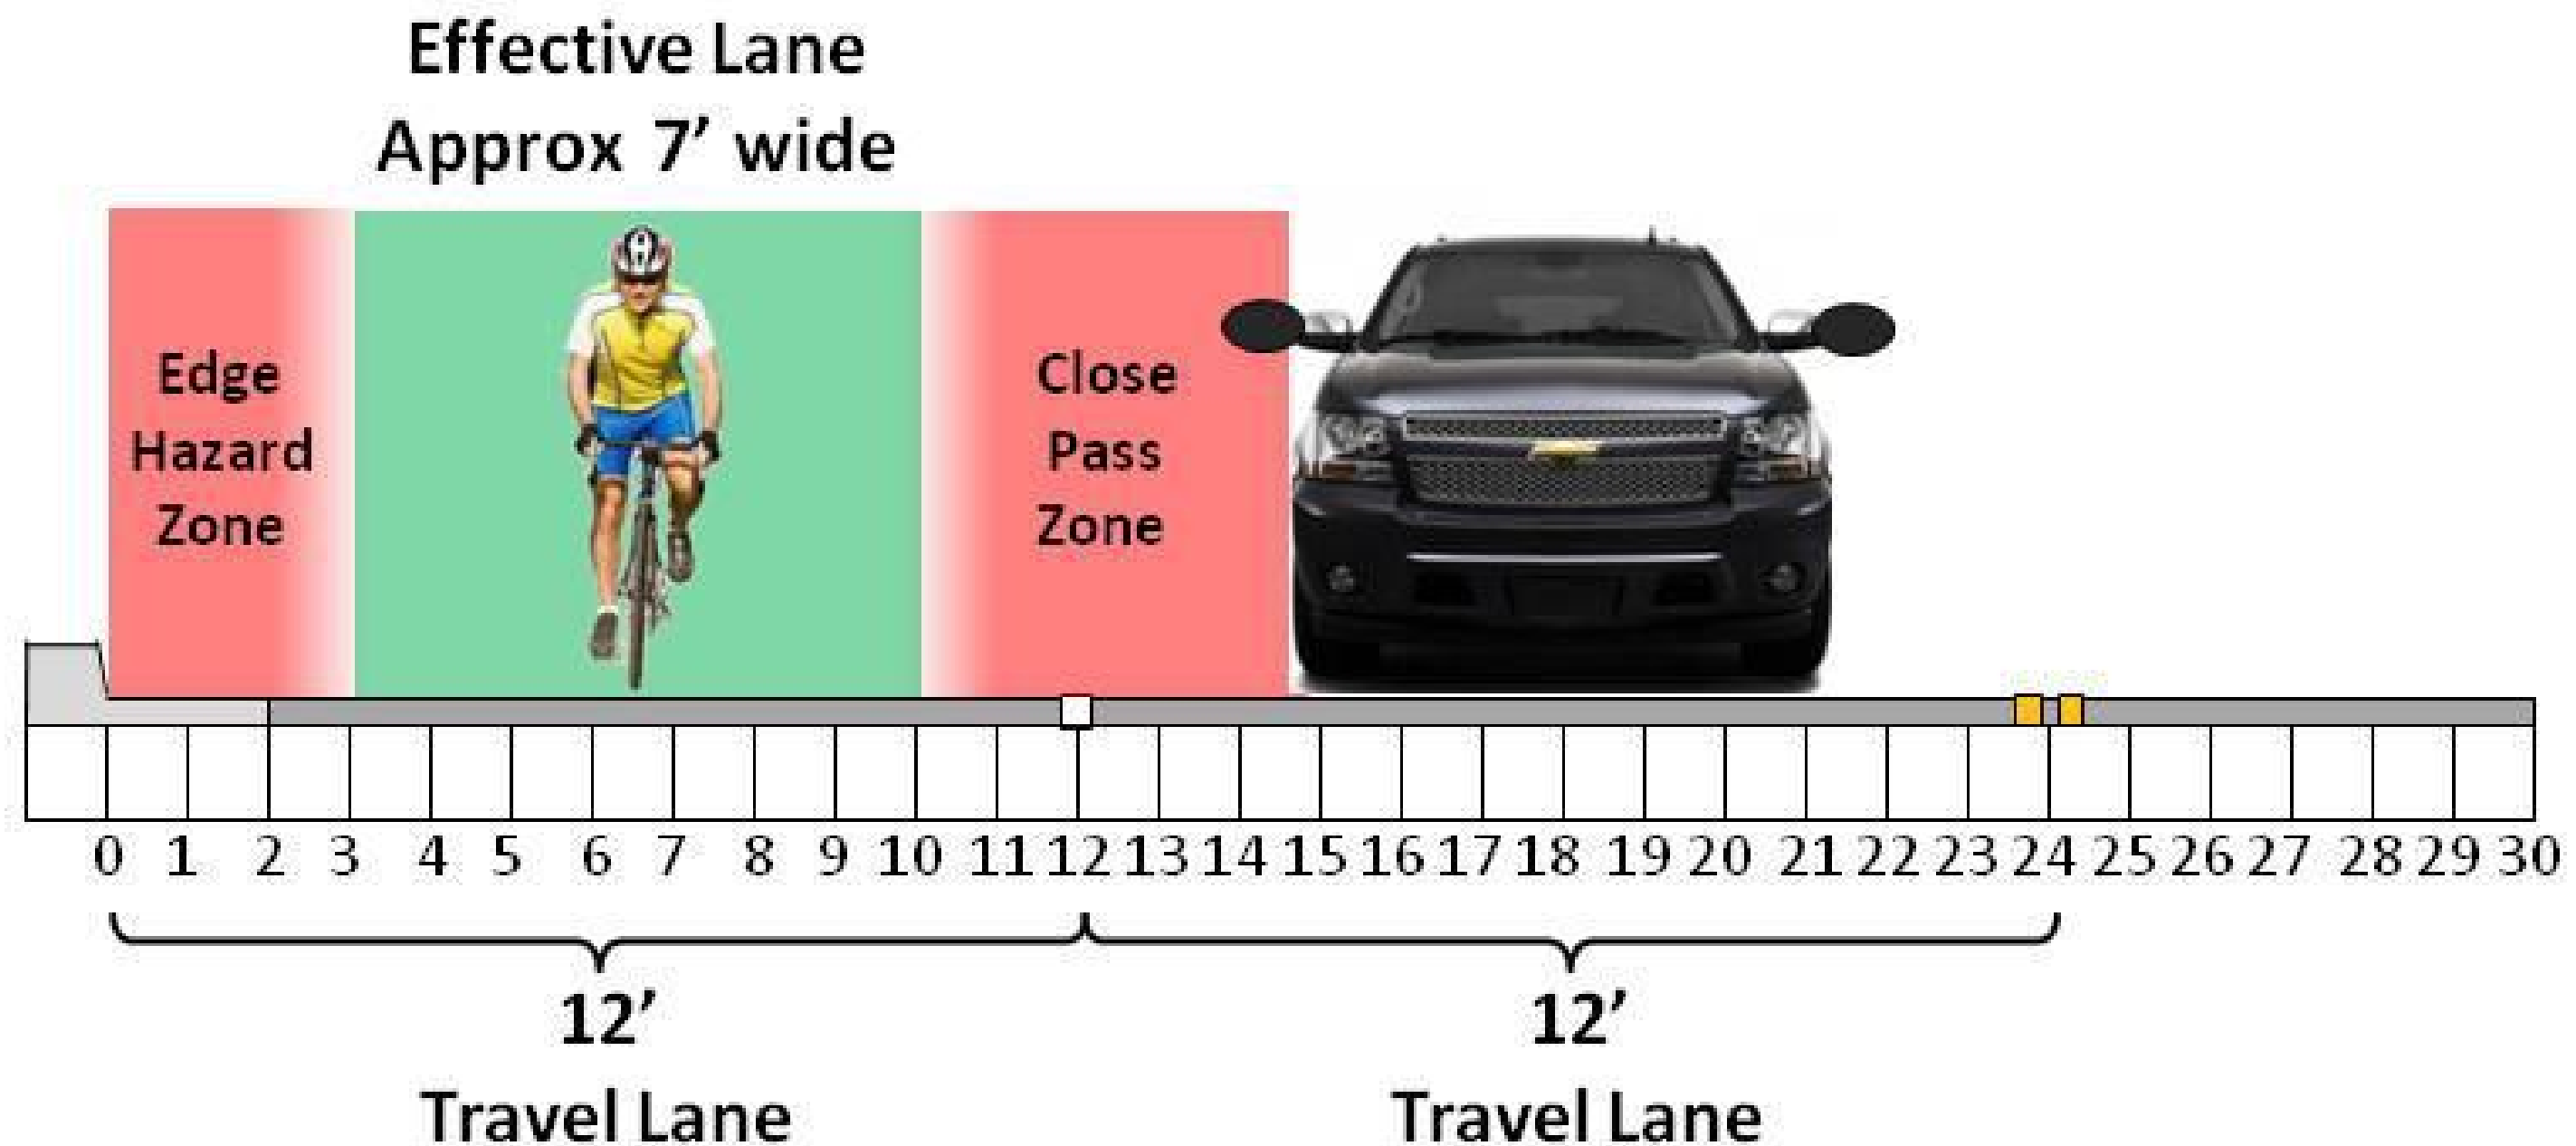 Effective Lane
Approx 7’ wide
Edge
Hazard
Zone
Close
Pass
Zone
0 1 2 3 4 5 6 7 8 9 10 11 12 13 14 15 16 17 18 19 20 21 22 23 24 25 26 27 28 29 30
12’
Travel Lane
12’
Travel Lane